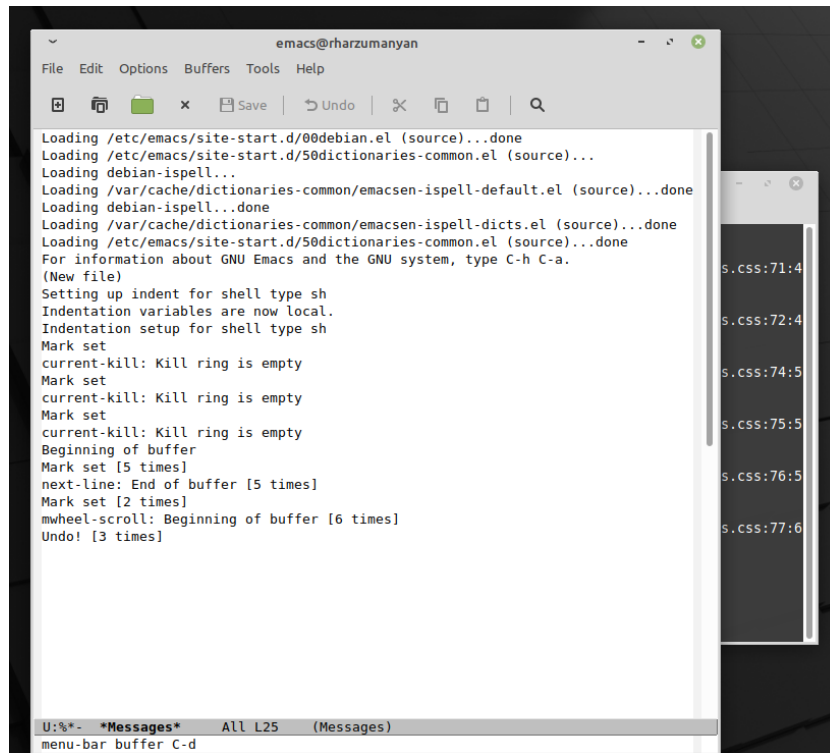 emacs@rharzumanyan
File Edit Options Buffers Tools Help
Save Undo
Loading /etc/emacs/site-start.d/00debian.el (source)...done
Loading /etc/emacs/site-start.d/50dictionaries-common.el (source)...
Loading debian-ispell...
Loading /var/cache/dictionaries-common/emacsen-ispell-default.el (source)...done
Loading debian-ispell...done
Loading /var/cache/dictionaries-common/emacsen-ispell-dicts.el (source)...done
Loading /etc/emacs/site-start.d/50dictionaries-common.el (source)...done
For information about GNU Emacs and the GNU system, type C-h C-a.
(New file)
Setting up indent for shell type sh
Indentation variables are now local.
Indentation setup for shell type sh
Mark set
current-kill: Kill ring is empty
Mark set
current-kill: Kill ring is empty
Mark set
current-kill: Kill ring is empty
Beginning of buffer
Mark set [5 times]
next-line: End of buffer [5 times]
Mark set [2 times]
mwheel-scroll: Beginning of buffer [6 times]
Undo! [3 times]
U:%*-  *Messages*     All L25    (Messages)
menu-bar buffer C-d
s.css:71:4
s.css:72:4
s.css:74:5
s.css:75:5
s.css:76:5
s.css:77:6